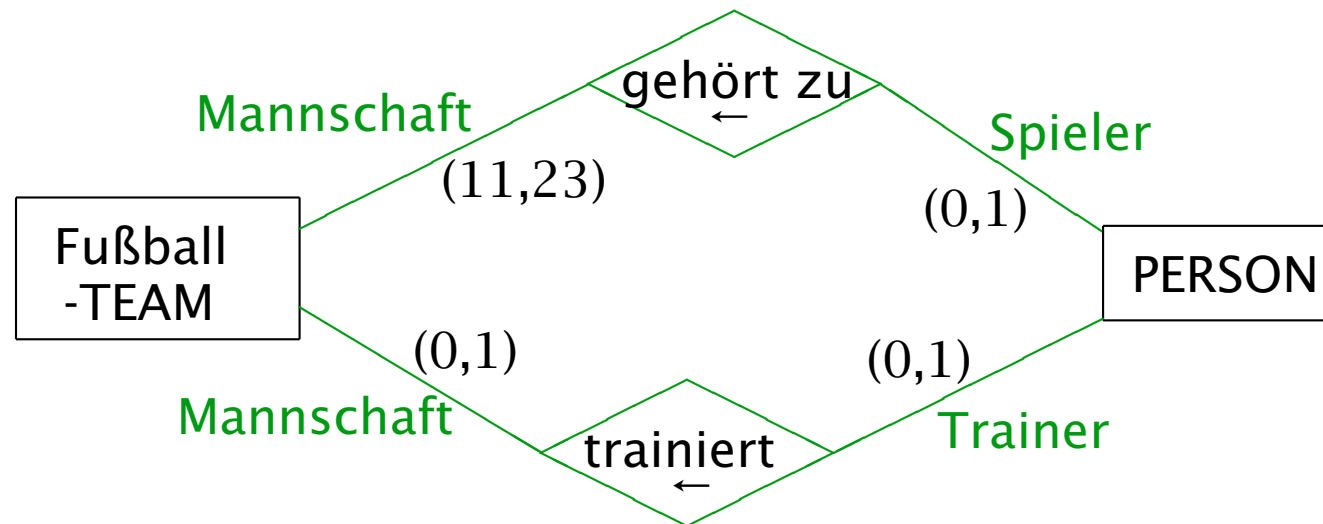 gehört zu
←
Mannschaft
Spieler
(11,23)
(0,1)
Fußball
-TEAM
PERSON
(0,1)
(0,1)
Mannschaft
Trainer
trainiert
←